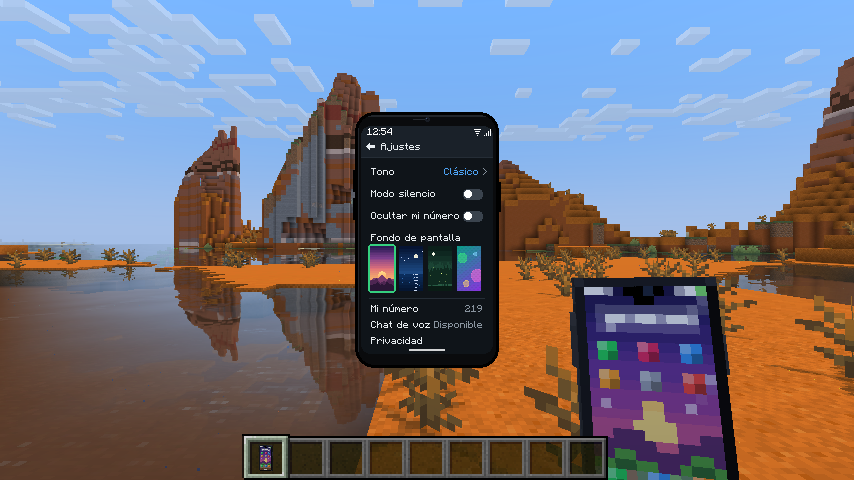 12:54
Ajustes
Tono Clásico
Modo silencio
Ocultar mi número
Fondo de pantalla
Mi número 219
Chat de voz Disponible
Privacidad